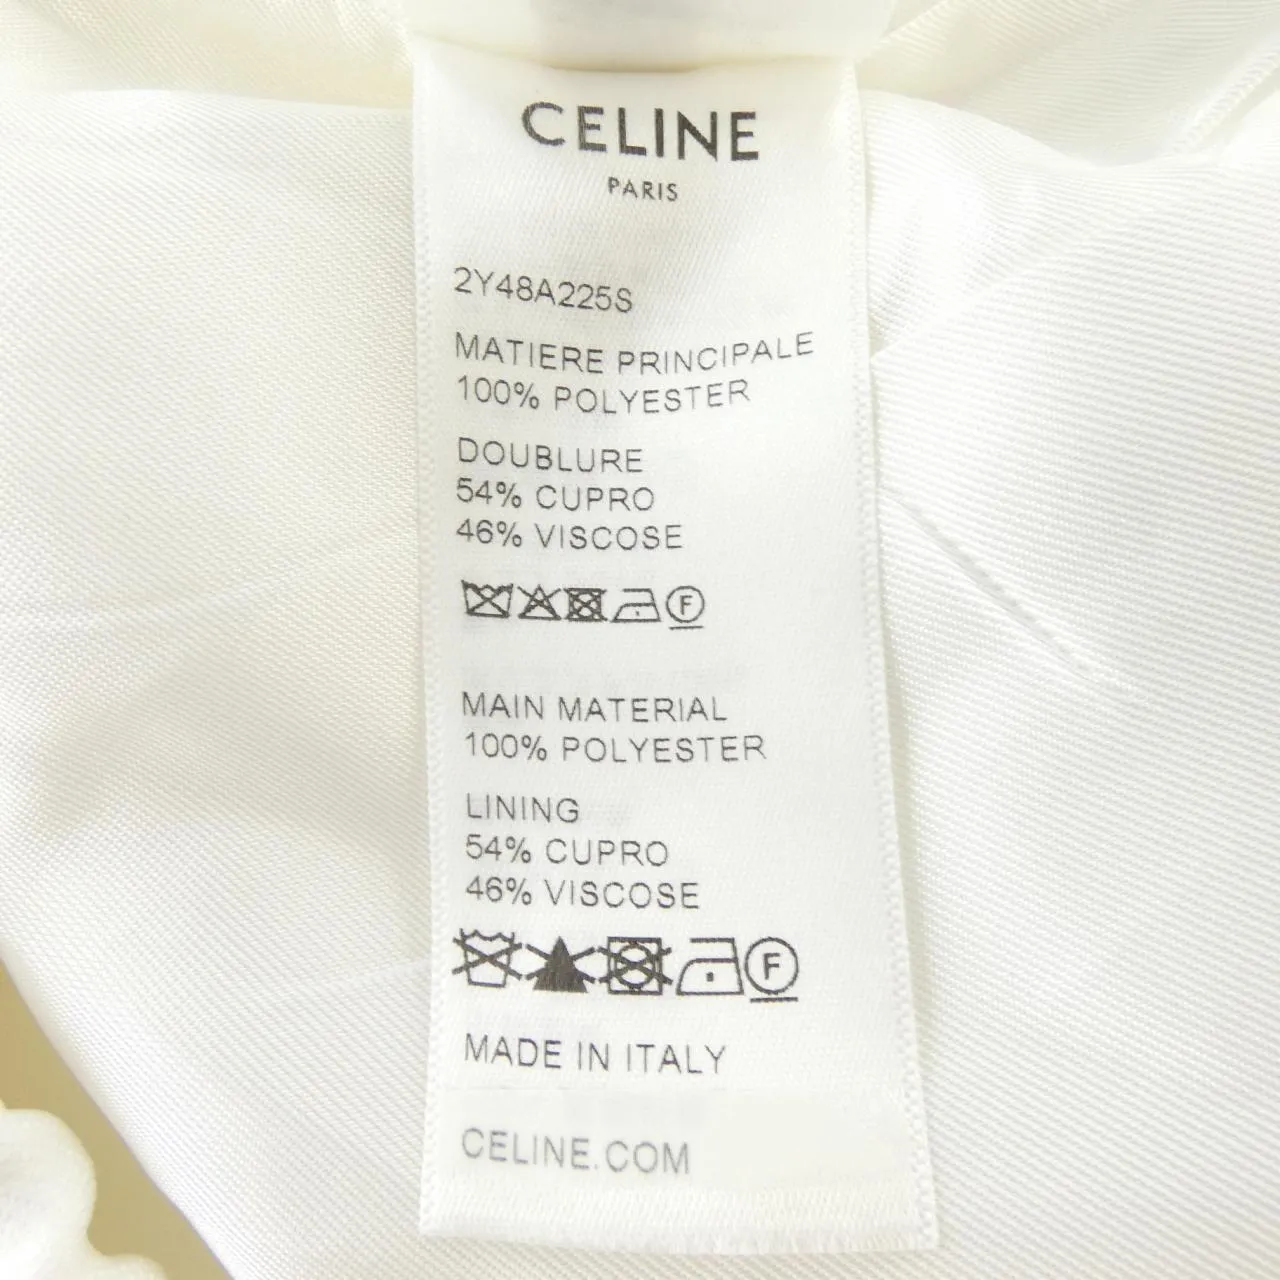 CELINE
PARIS
2Y48A225S
MATIERE PRINCIPALE
100% POLYESTER
DOUBLURE
54% CUPRO
46% VISCOSE
F
MAIN MATERIAL
100% POLYESTER
LINING
54% CUPRO
46% VISCOSE
F
MADE IN ITALY
CELINE.COM